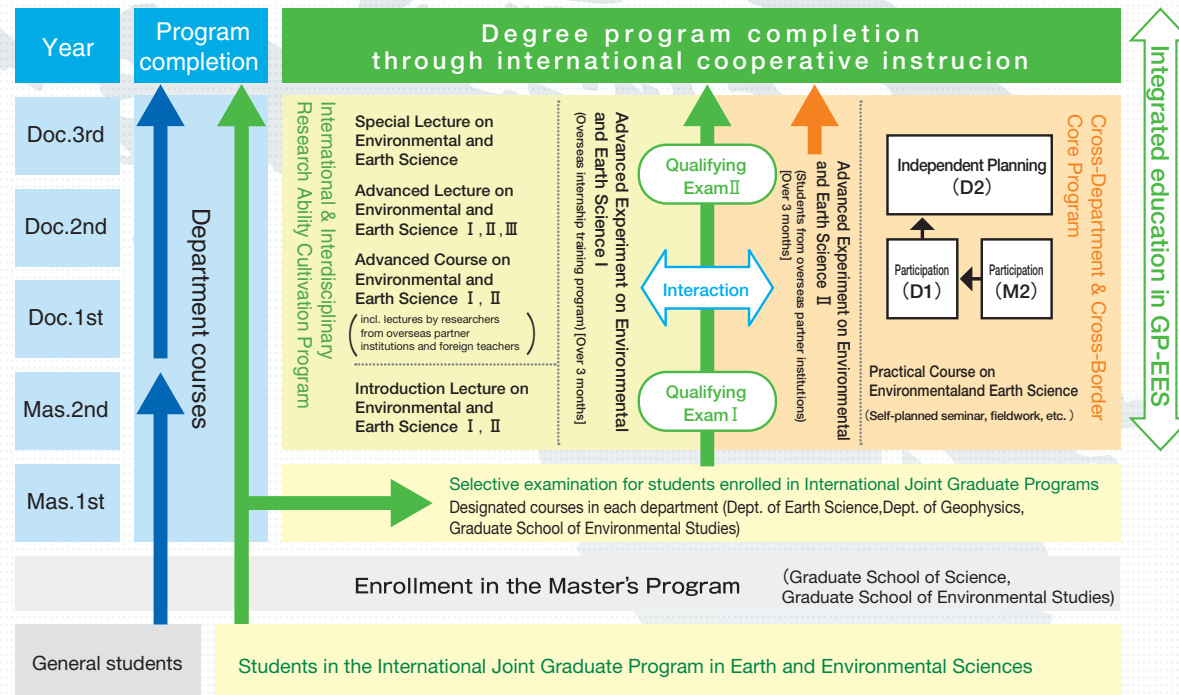 Year
Program
completion
Degree program completion
through international cooperative instrucion
Integrated education in GP-EES
Doc.3rd
Doc.2nd
Doc.1st
Mas.2nd
Mas.1st
Department courses
International & Interdisciplinary
Research Ability Cultivation Program
Special Lecture on
Environmental and
Earth Science
Advanced Lecture on
Environmental and
Earth Science Ⅰ,Ⅱ,Ⅲ
Advanced Course on
Environmental and
Earth Science Ⅰ, Ⅱ
(incl. lectures by researchers
from overseas partner
institutions and foreign teachers)
Introduction Lecture on
Environmental and
Earth Science Ⅰ, Ⅱ
Advanced Experiment on Environmental
and Earth Science Ⅰ
(Overseas internship training program) [Over 3 months]
Qualifying
Exam Ⅱ
Interaction
Qualifying
Exam Ⅰ
Advanced Experiment on Environmental
and Earth Science Ⅱ
(Students from overseas partner institutions)
[Over 3 months]
Independent Planning
(D2)
Participation
(D1)
Participation
(M2)
Practical Course on
Environmentaland Earth Science
(Self-planned seminar, fieldwork, etc. )
Cross-Department & Cross-Border
Core Program
Selective examination for students enrolled in International Joint Graduate Programs
Designated courses in each department (Dept. of Earth Science,Dept. of Geophysics,
Graduate School of Environmental Studies)
Enrollment in the Master's Program
(Graduate School of Science,
Graduate School of Environmental Studies)
General students
Students in the International Joint Graduate Program in Earth and Environmental Sciences